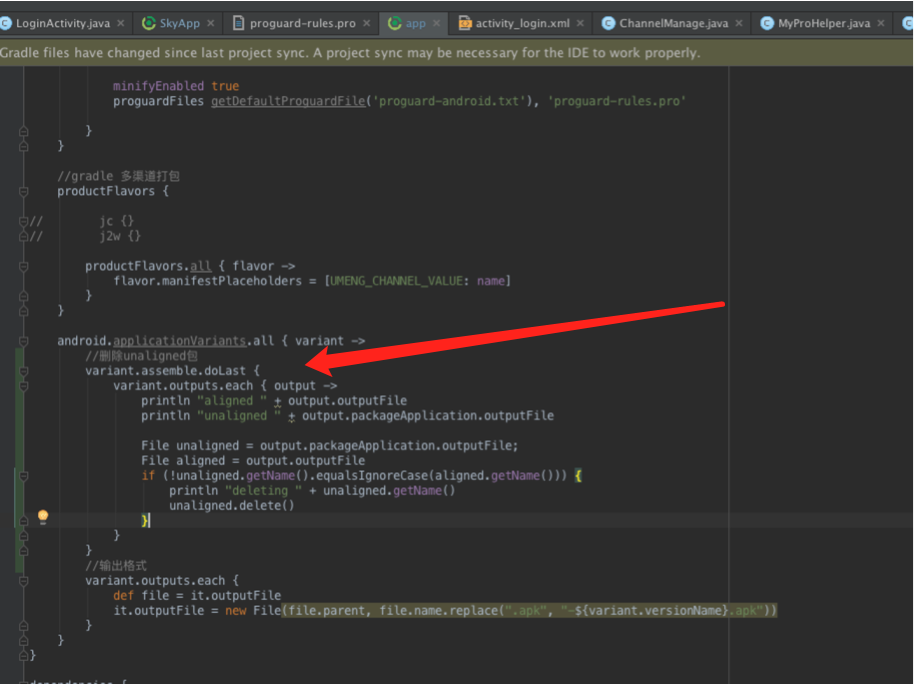 LoginActivity.java × SkyApp × proguard-rules.pro × app × activity_login.xml × ChannelManage.java × MyProHelper.java ×
Gradle files have changed since last project sync. A project sync may be necessary for the IDE to work properly.
minifyEnabled true
proguardFiles getDefaultProguardFile('proguard-android.txt'), 'proguard-rules.pro'
}
}
//gradle 多渠道打包
productFlavors {
// jc {}
// j2w {}
productFlavors.all { flavor ->
flavor.manifestPlaceholders = [UMENG_CHANNEL_VALUE: name]
}
}
android.applicationVariants.all { variant ->
//删除unaligned包
variant.assemble.doLast {
variant.outputs.each { output ->
println "aligned " + output.outputFile
println "unaligned " + output.packageApplication.outputFile
File unaligned = output.packageApplication.outputFile;
File aligned = output.outputFile
if (!unaligned.getName().equalsIgnoreCase(aligned.getName())) {
println "deleting " + unaligned.getName()
unaligned.delete()
}
}
}
//输出格式
variant.outputs.each {
def file = it.outputFile
it.outputFile = new File(file.parent, file.name.replace(".apk", "-${variant.versionName}.apk"))
}
}
}
dependencies {